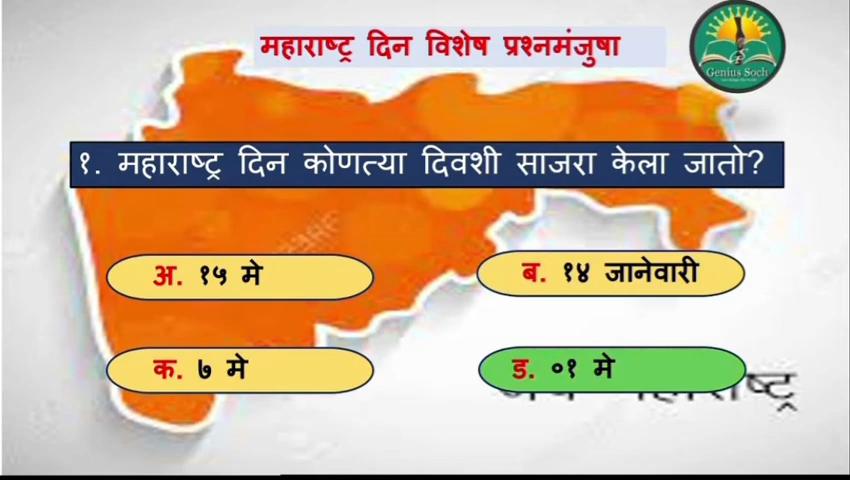 महाराष्ट्र दिन विशेष प्रश्नमंजुषा
Genius Soch
१. महाराष्ट्र दिन कोणत्या दिवशी साजरा केला जातो?
अ. १५ मे
ब. १४ जानेवारी
क. ७ मे
ड. ०१ मे